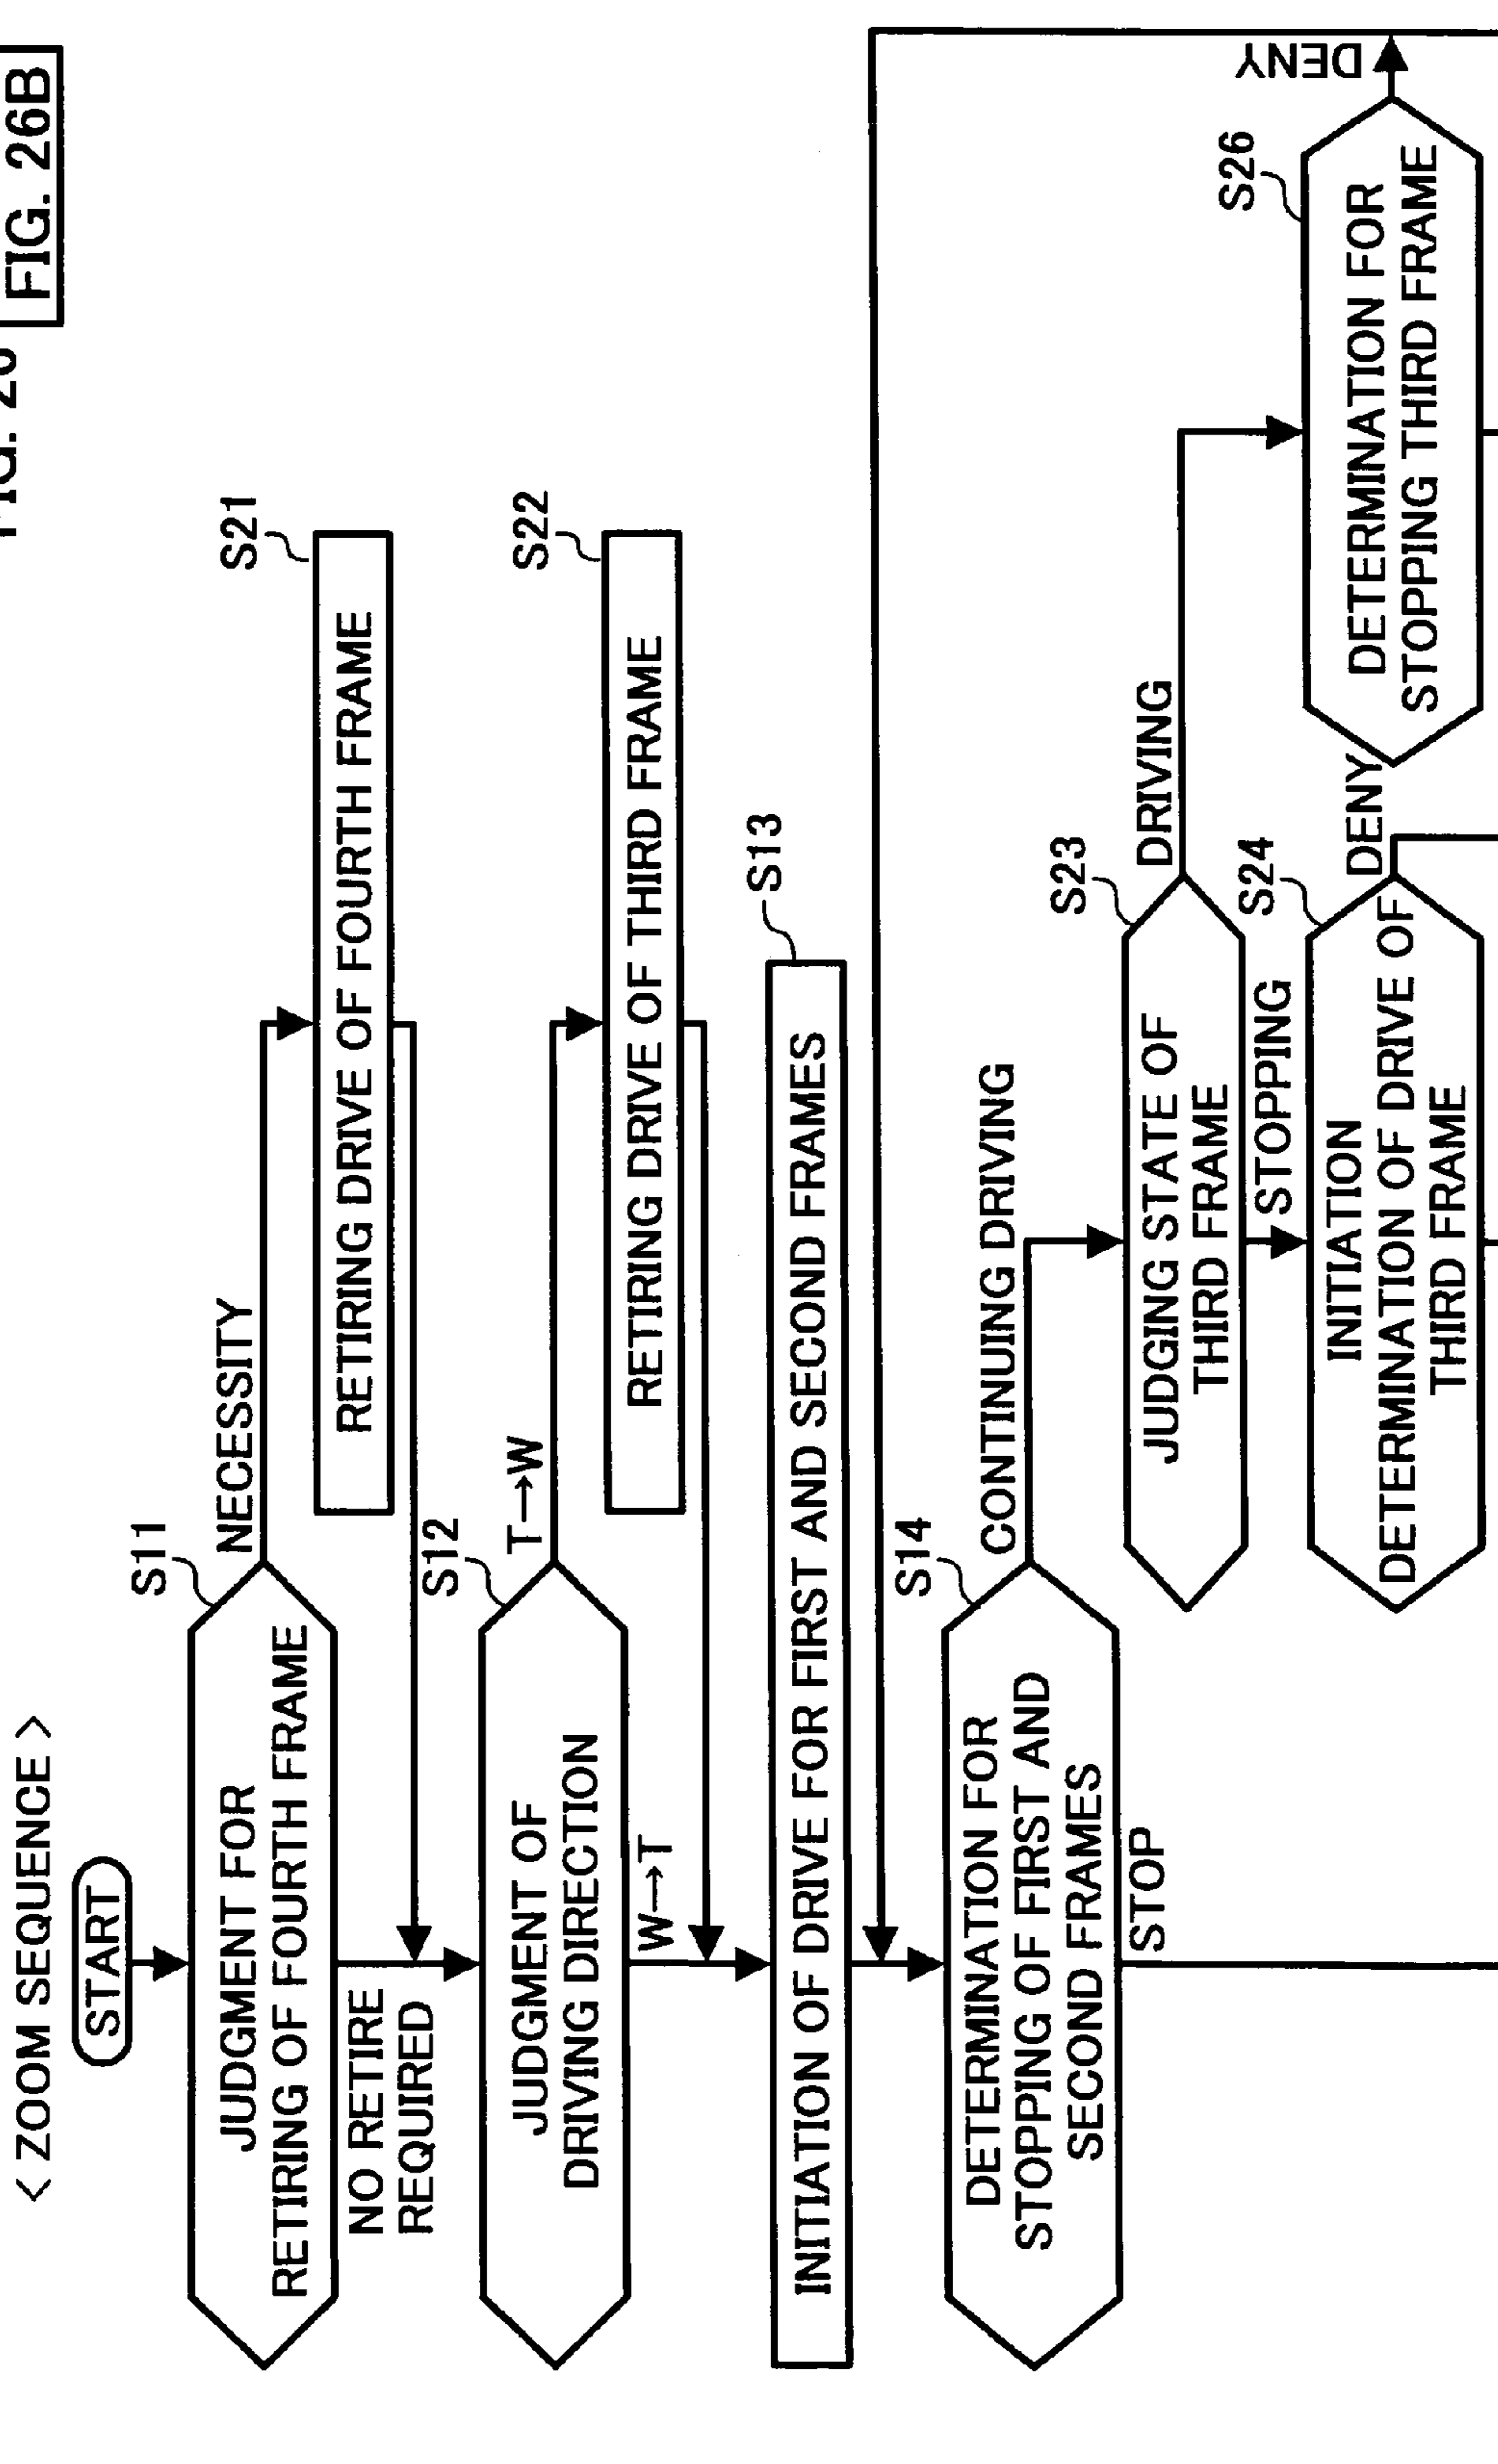 FIG. 26B
FIG. 26
< ZOOM SEQUENCE >
START
S11
JUDGMENT FOR
RETIRING OF FOURTH FRAME
NECESSITY
S21
RETIRING DRIVE OF FOURTH FRAME
NO RETIRE
REQUIRED
S12
JUDGMENT OF
DRIVING DIRECTION
T→W
S22
RETIRING DRIVE OF THIRD FRAME
W→T
S13
INITIATION OF DRIVE FOR FIRST AND SECOND FRAMES
S14
DETERMINATION FOR
STOPPING OF FIRST AND
SECOND FRAMES
STOP
CONTINUING DRIVING
S23
JUDGING STATE OF
THIRD FRAME
DRIVING
STOPPING
S24
INITIATION
DETERMINATION OF DRIVE OF
THIRD FRAME
DENY
S26
DETERMINATION FOR
STOPPING THIRD FRAME
DENY